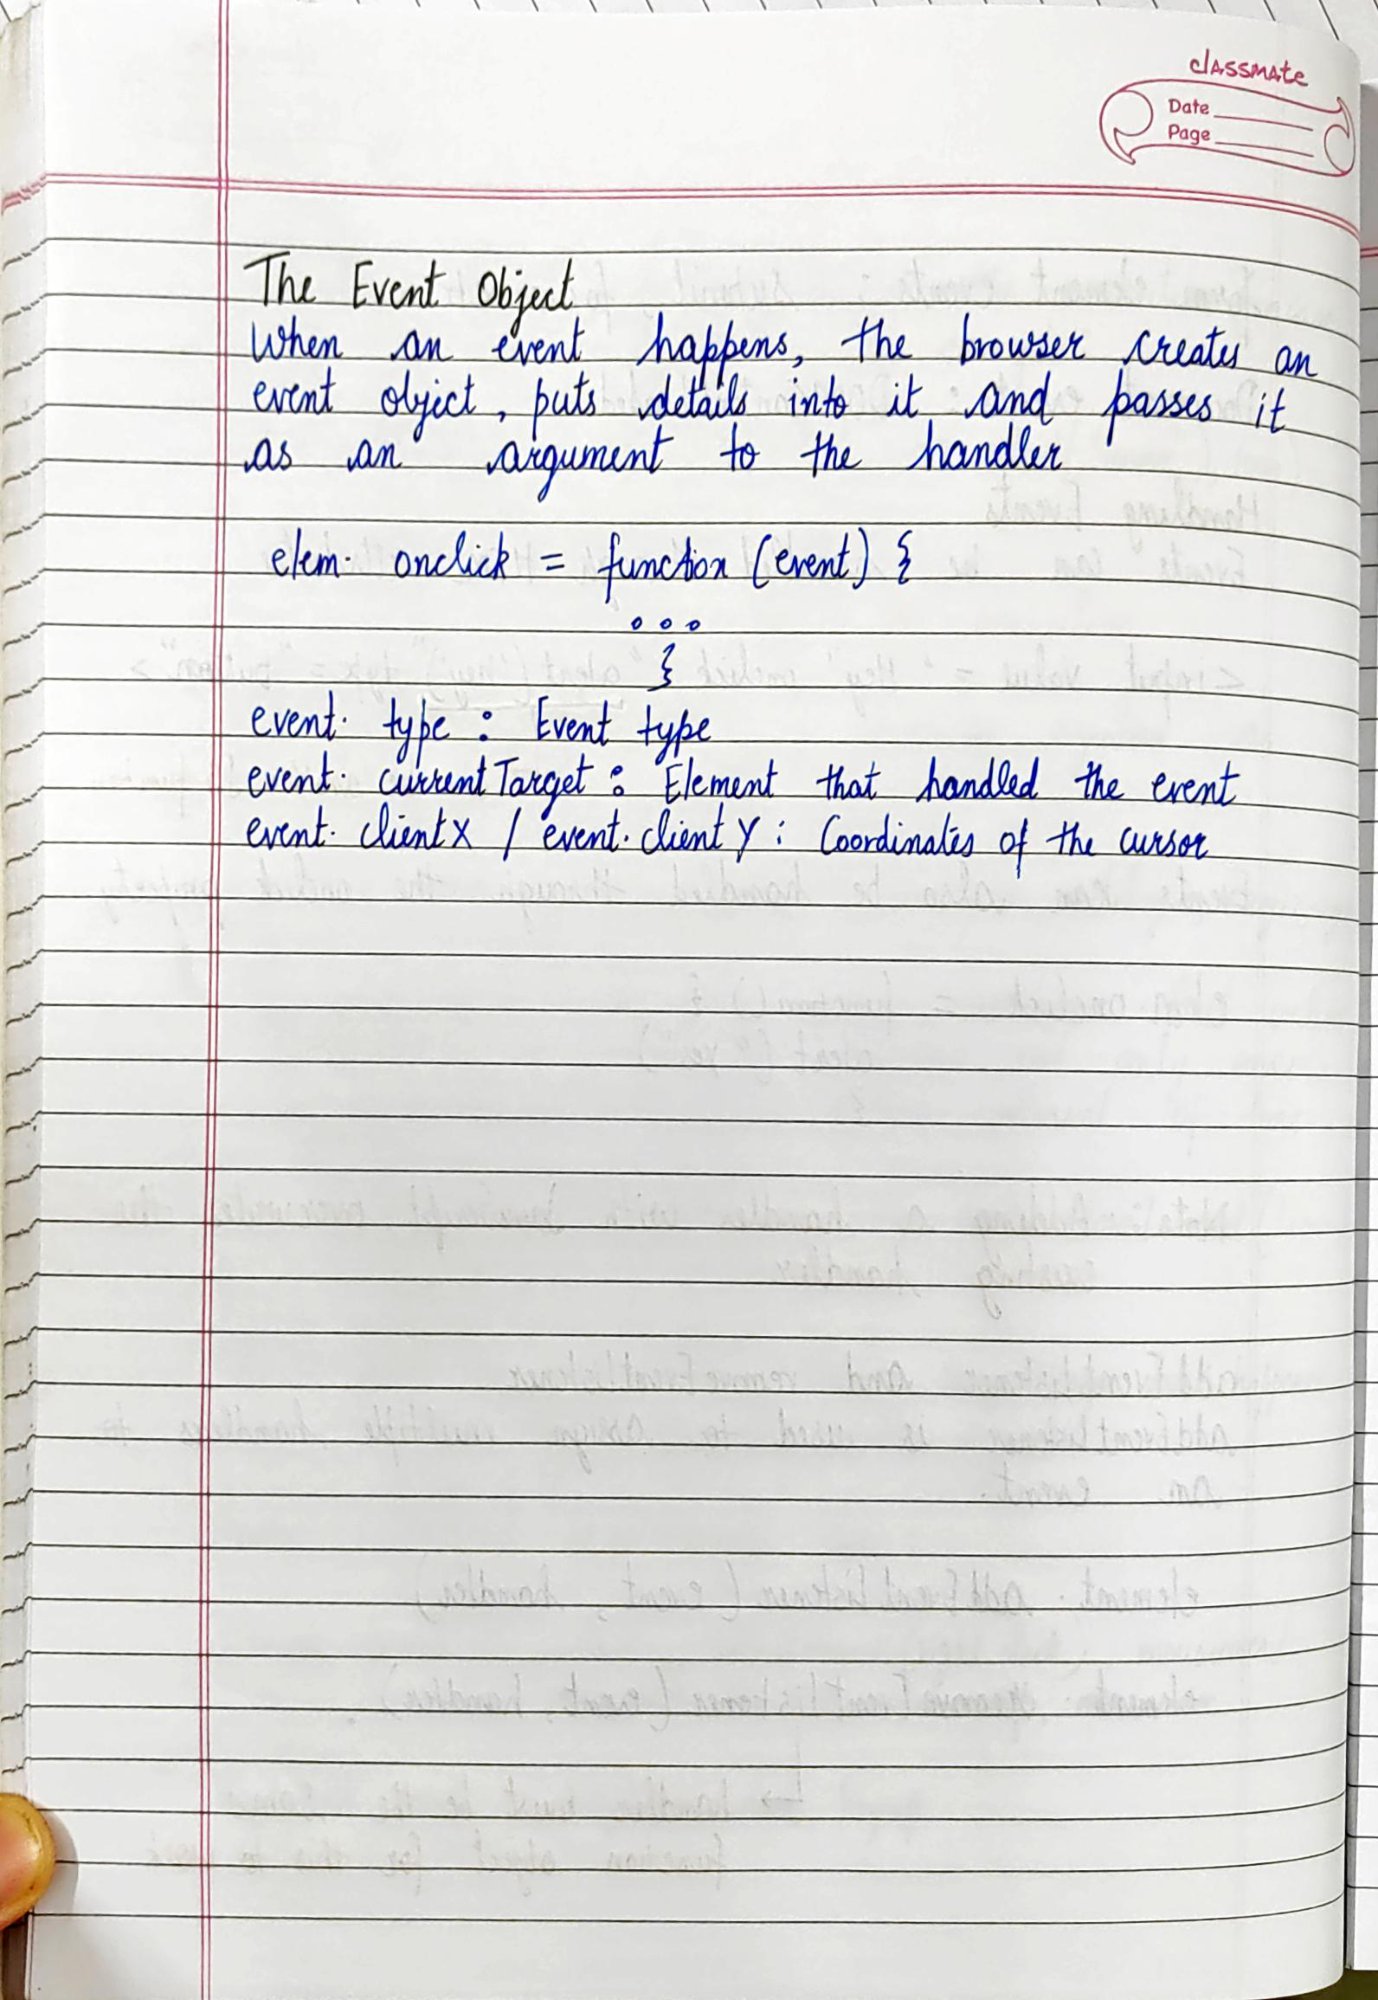 classmate
Date
Page
The Event Object
When an event happens, the browser creates an
event object, puts details into it and passes it
as an argument to the handler
elem. onclick = function (event) {
...
}
event. type : Event type
event. currentTarget : Element that handled the event
event. clientX / event. clientY : Coordinates of the cursor